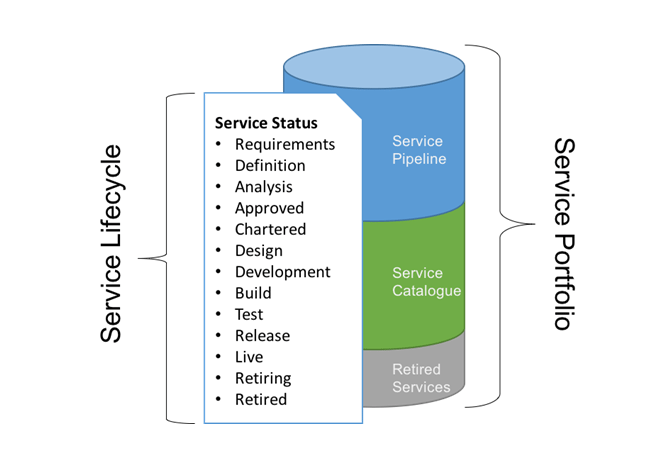 Service Lifecycle
Service Status
• Requirements
• Definition
• Analysis
• Approved
• Chartered
• Design
• Development
• Build
• Test
• Release
• Live
• Retiring
• Retired
Service
Pipeline
Service
Catalogue
Retired
Services
Service Portfolio